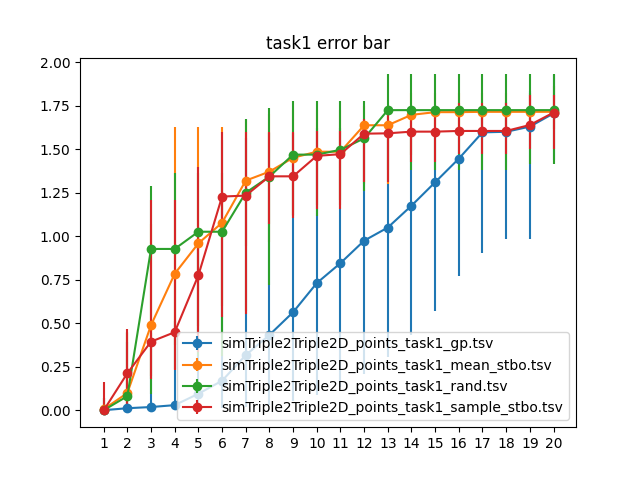 task1 error bar
2.00
1.75
1.50
1.25
1.00
0.75
0.50
0.25
0.00
simTriple2Triple2D_points_task1_gp.tsv
simTriple2Triple2D_points_task1_mean_stbo.tsv
simTriple2Triple2D_points_task1_rand.tsv
simTriple2Triple2D_points_task1_sample_stbo.tsv
1 2 3 4 5 6 7 8 9 10 11 12 13 14 15 16 17 18 19 20